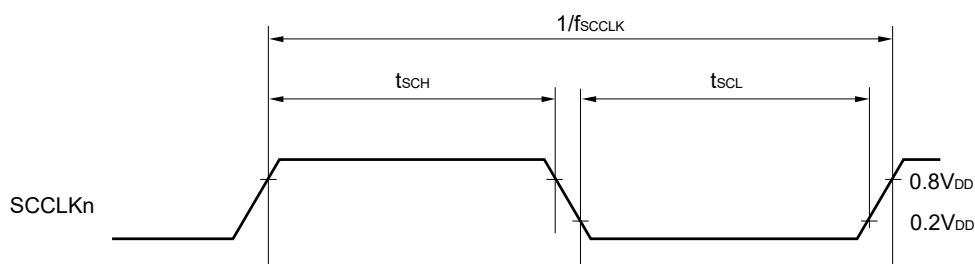 1/fSCCLK
tSCH
tSCL
SCCLKn
0.8VDD
0.2VDD